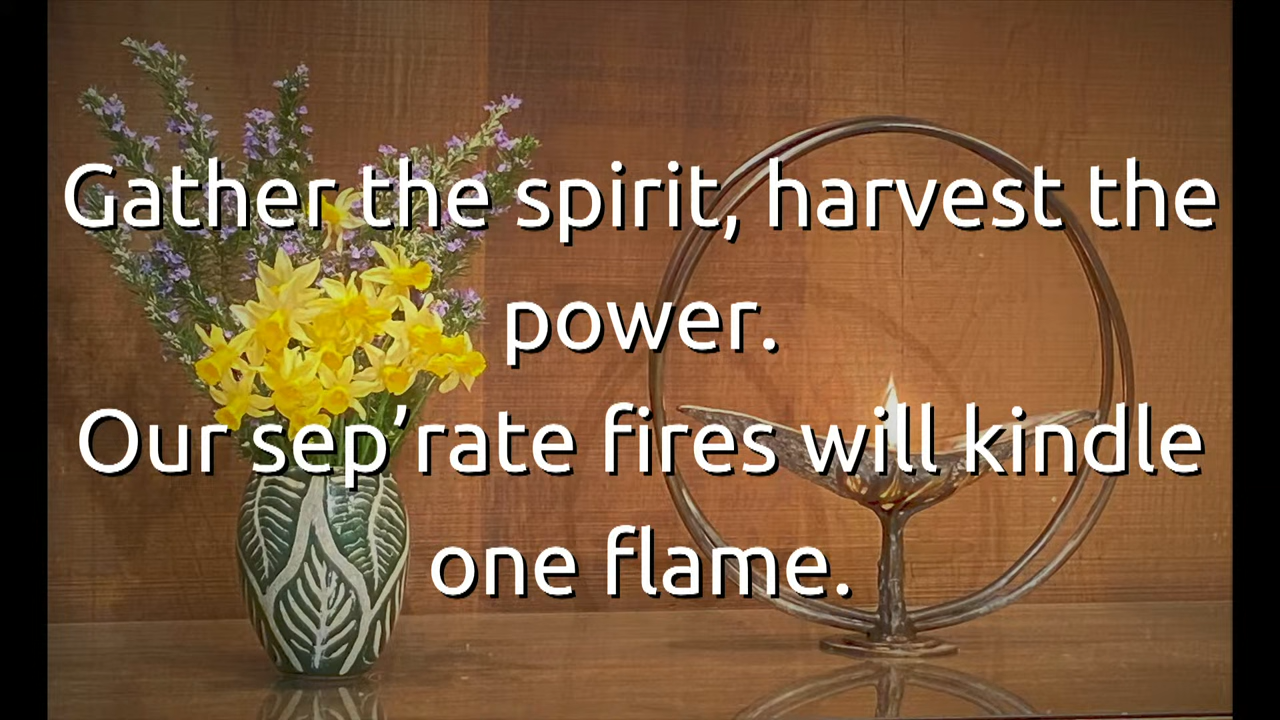 Gather the spirit, harvest the
power.
Our sep’rate fires will kindle
one flame.